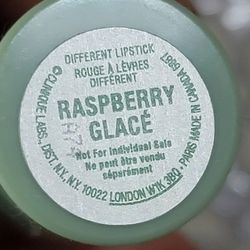 DIFFERENT LIPSTICK
ROUGE À LÈVRES
DIFFÉRENT
RASPBERRY
GLACÉ
Not For Individual Sale
Ne peut être vendu
séparément
©CLINIQUE LABS., DIST. N.Y., N.Y. 10022 LONDON W1K 3BQ • PARIS MADE IN CANADA